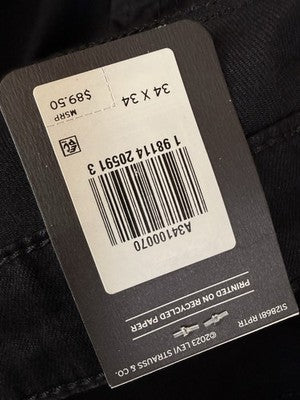 ©2023 LEVI STRAUSS & CO.
PRINTED ON RECYCLED PAPER
S12868I RPTR
A34100070
1 98114 20591 3
34 X 34
MSRP
$89.50